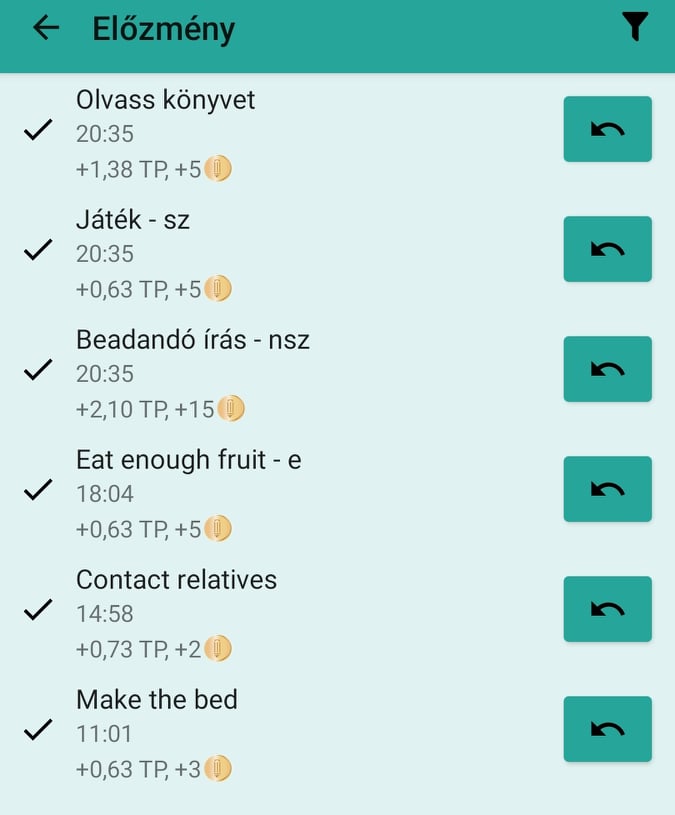 Előzmény
Olvass könyvet
20:35
+1,38 TP, +5
Játék - sz
20:35
+0,63 TP, +5
Beadandó írás - nsz
20:35
+2,10 TP, +15
Eat enough fruit - e
18:04
+0,63 TP, +5
Contact relatives
14:58
+0,73 TP, +2
Make the bed
11:01
+0,63 TP, +3